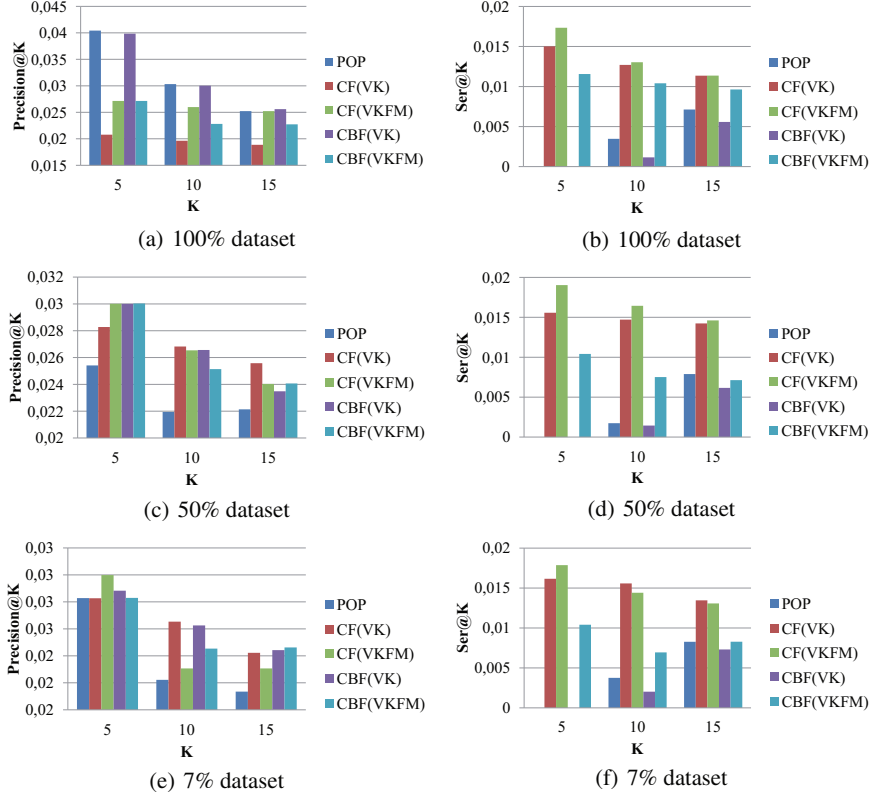 0,045
0,04
0,035
0,03
0,025
0,02
0,015
Precision@K
5
10
15
K
POP
CF(VK)
CF(VKFM)
CBF(VK)
CBF(VKFM)
(a) 100% dataset
0,02
0,015
0,01
0,005
0
Ser@K
5
10
15
K
POP
CF(VK)
CF(VKFM)
CBF(VK)
CBF(VKFM)
(b) 100% dataset
0,032
0,03
0,028
0,026
0,024
0,022
0,02
Precision@K
5
10
15
K
POP
CF(VK)
CF(VKFM)
CBF(VK)
CBF(VKFM)
(c) 50% dataset
0,02
0,015
0,01
0,005
0
Ser@K
5
10
15
K
POP
CF(VK)
CF(VKFM)
CBF(VK)
CBF(VKFM)
(d) 50% dataset
0,03
0,03
0,03
0,03
0,02
0,02
0,02
Precision@K
5
10
15
K
POP
CF(VK)
CF(VKFM)
CBF(VK)
CBF(VKFM)
(e) 7% dataset
0,02
0,015
0,01
0,005
0
Ser@K
5
10
15
K
POP
CF(VK)
CF(VKFM)
CBF(VK)
CBF(VKFM)
(f) 7% dataset